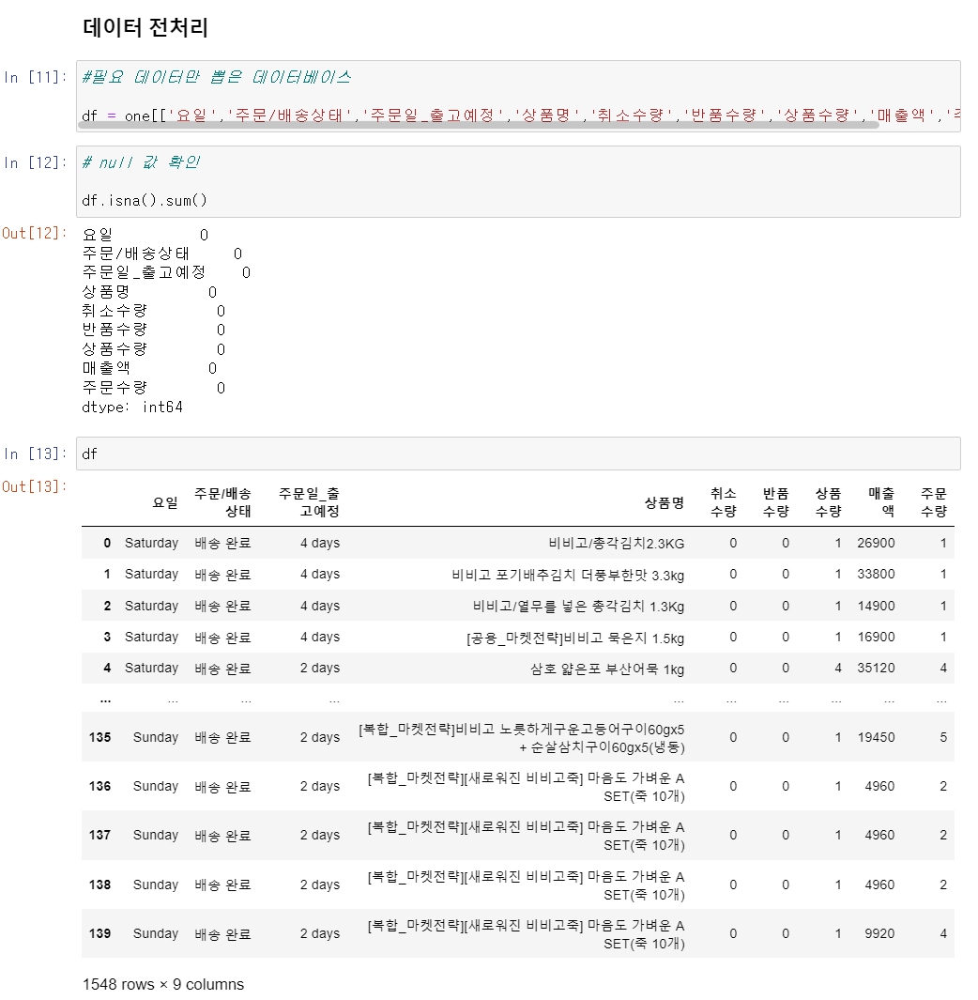 데이터 전처리
In [11]: #필요 데이터만 뽑은 데이터베이스
df = one[['요일','주문/배송상태','주문일_출고예정','상품명','취소수량','반품수량','상품수량','매출액','주
In [12]: # null 값 확인
df.isna().sum()
Out[12]: 요일 0
주문/배송상태 0
주문일_출고예정 0
상품명 0
취소수량 0
반품수량 0
상품수량 0
매출액 0
주문수량 0
dtype: int64
In [13]: df
Out[13]:
요일 주문/배송 상태 주문일_출 고예정 상품명 취소 수량 반품 수량 상품 수량 매출 액 주문 수량
0 Saturday 배송 완료 4 days 비비고/총각김치2.3KG 0 0 1 26900 1
1 Saturday 배송 완료 4 days 비비고 포기배추김치 더풍부한맛 3.3kg 0 0 1 33800 1
2 Saturday 배송 완료 4 days 비비고/열무를 넣은 총각김치 1.3Kg 0 0 1 14900 1
3 Saturday 배송 완료 4 days [공용_마켓전략]비비고 묵은지 1.5kg 0 0 1 16900 1
4 Saturday 배송 완료 2 days 삼호 얇은포 부산어묵 1kg 0 0 4 35120 4
... ... ... ... ... ... ... ... ... ...
135 Sunday 배송 완료 2 days [복합_마켓전략]비비고 노릇하게구운고등어구이60gx5 + 순살삼치구이60gx5(냉동) 0 0 1 19450 5
136 Sunday 배송 완료 2 days [복합_마켓전략][새로워진 비비고죽] 마음도 가벼운 A SET(죽 10개) 0 0 1 4960 2
137 Sunday 배송 완료 2 days [복합_마켓전략][새로워진 비비고죽] 마음도 가벼운 A SET(죽 10개) 0 0 1 4960 2
138 Sunday 배송 완료 2 days [복합_마켓전략][새로워진 비비고죽] 마음도 가벼운 A SET(죽 10개) 0 0 1 4960 2
139 Sunday 배송 완료 2 days [복합_마켓전략][새로워진 비비고죽] 마음도 가벼운 A SET(죽 10개) 0 0 1 9920 4
1548 rows × 9 columns